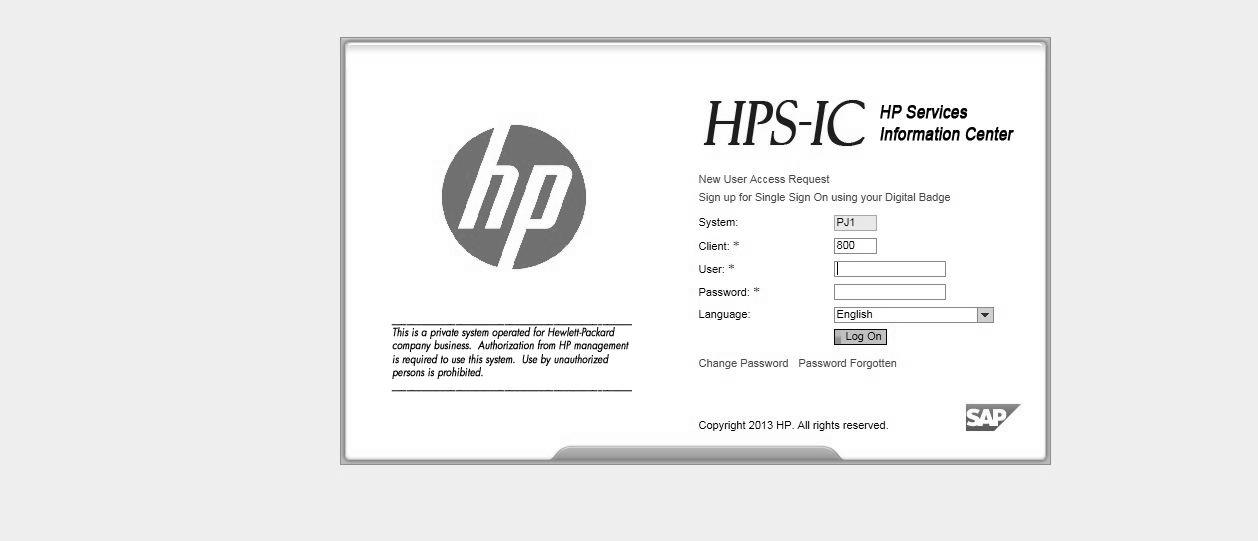 hp
This is a private system operated for Hewlett-Packard
company business.  Authorization from HP management
is required to use this system.  Use by unauthorized
persons is prohibited.
HPS-IC
HP Services
Information Center
New User Access Request
Sign up for Single Sign On using your Digital Badge
System: PJ1
Client: * 800
User: *
Password: *
Language: English
Log On
Change Password Password Forgotten
Copyright 2013 HP. All rights reserved.
SAP